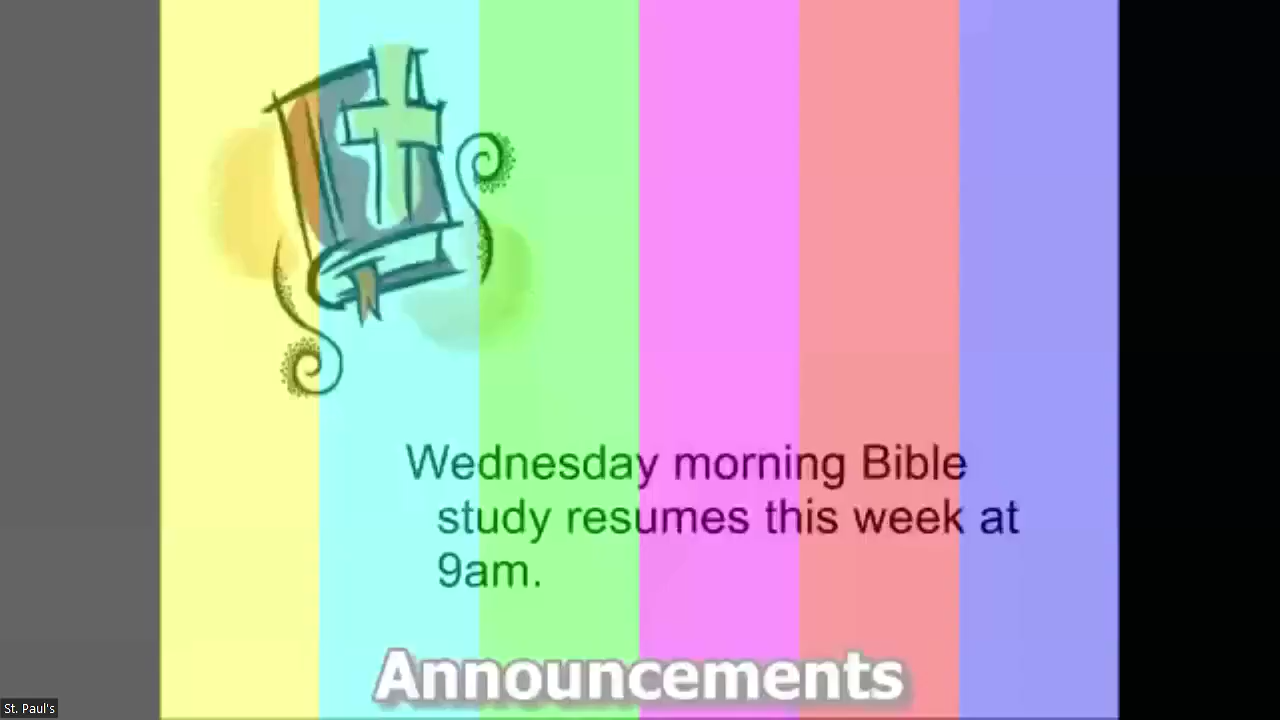 Wednesday morning Bible
study resumes this week at
9am.
Announcements
St. Paul's